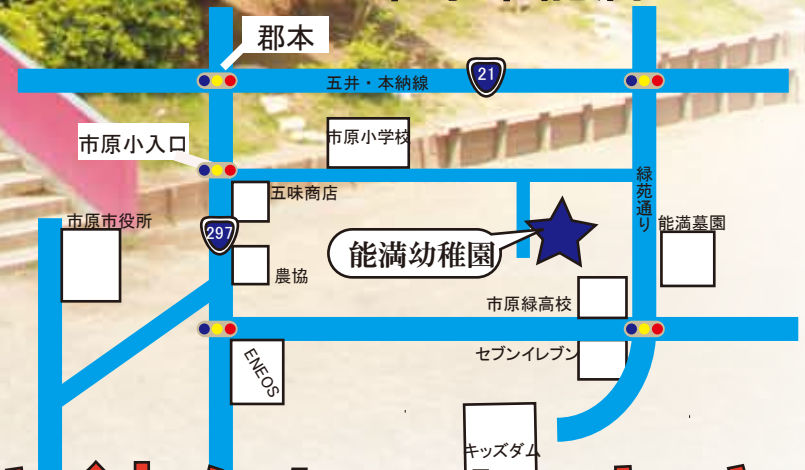 郡本
五井・本納線
21
市原小入口
市原小学校
五味商店
緑苑通り
市原市役所
297
能満幼稚園
能満墓園
農協
市原緑高校
セブンイレブン
ENEOS
キッズダム